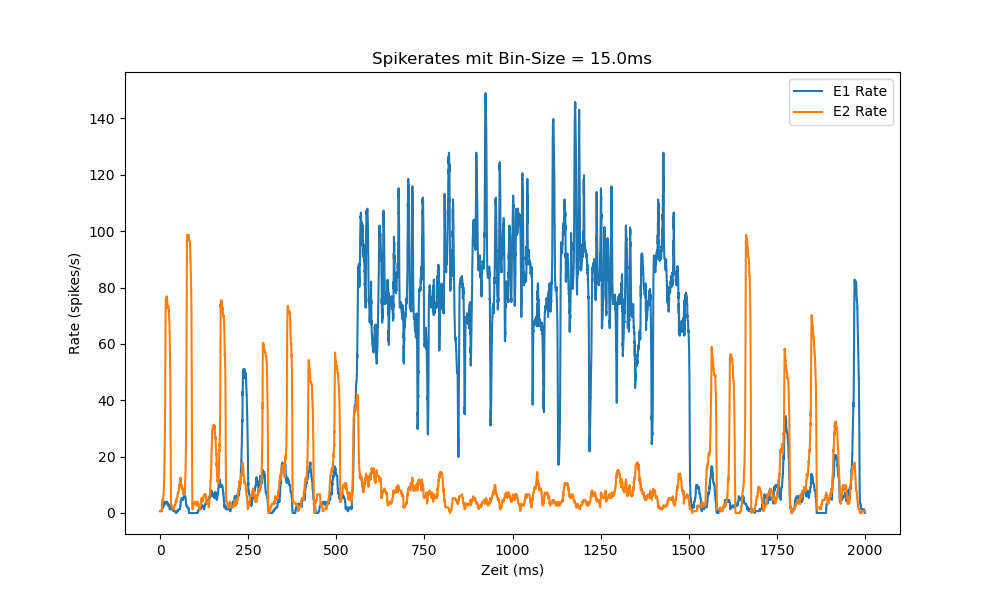 Spikerates mit Bin-Size = 15.0ms
E1 Rate
E2 Rate
Rate (spikes/s)
140
120
100
80
60
40
20
0
0 250 500 750 1000 1250 1500 1750 2000
Zeit (ms)